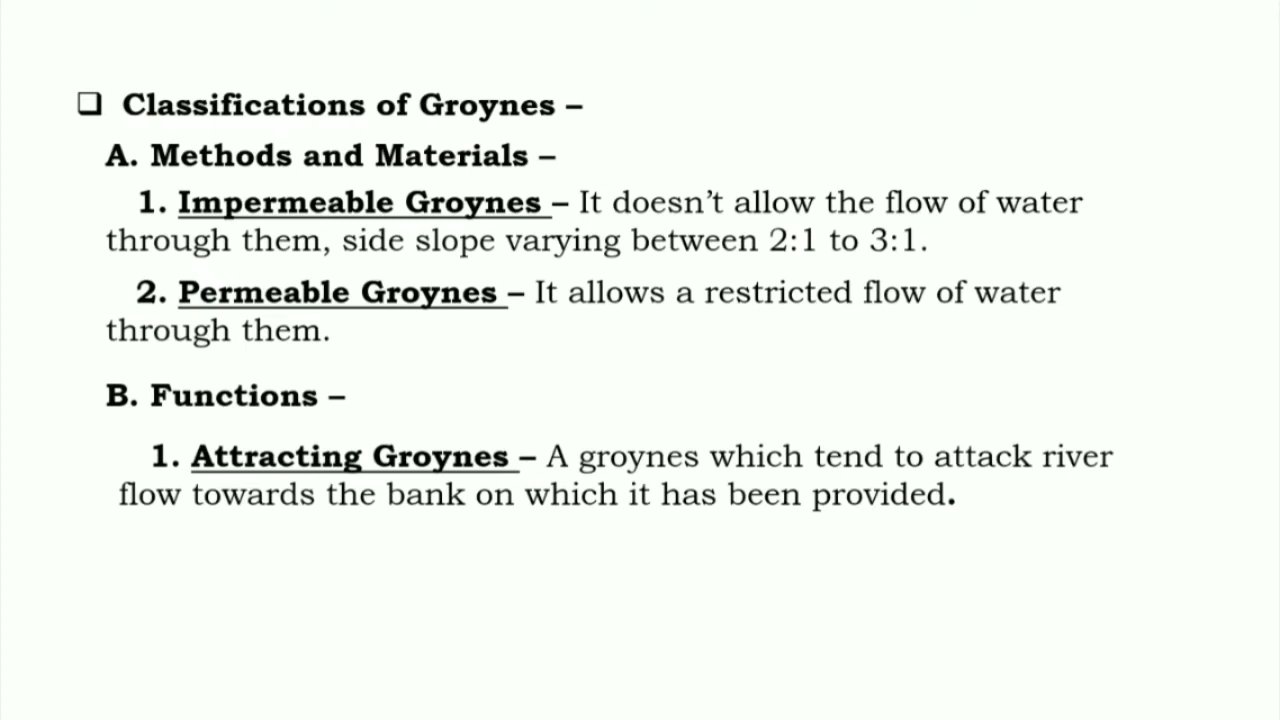 ❑ Classifications of Groynes –
A. Methods and Materials –
1. Impermeable Groynes – It doesn’t allow the flow of water
through them, side slope varying between 2:1 to 3:1.
2. Permeable Groynes – It allows a restricted flow of water
through them.
B. Functions –
1. Attracting Groynes – A groynes which tend to attack river
flow towards the bank on which it has been provided.